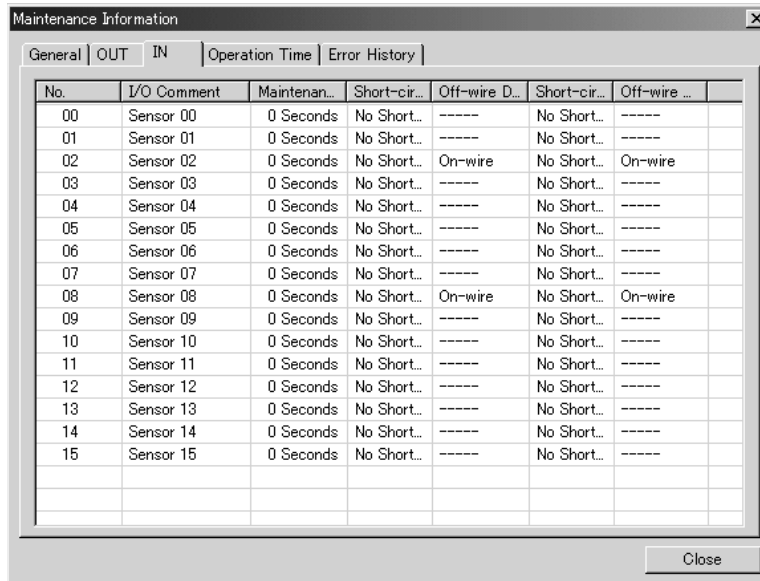 Maintenance Information
General OUT IN Operation Time Error History
No. I/O Comment Maintenan... Short-cir... Off-wire D... Short-cir... Off-wire ...
00 Sensor 00 0 Seconds No Short... ----- No Short... -----
01 Sensor 01 0 Seconds No Short... ----- No Short... -----
02 Sensor 02 0 Seconds No Short... On-wire No Short... On-wire
03 Sensor 03 0 Seconds No Short... ----- No Short... -----
04 Sensor 04 0 Seconds No Short... ----- No Short... -----
05 Sensor 05 0 Seconds No Short... ----- No Short... -----
06 Sensor 06 0 Seconds No Short... ----- No Short... -----
07 Sensor 07 0 Seconds No Short... ----- No Short... -----
08 Sensor 08 0 Seconds No Short... On-wire No Short... On-wire
09 Sensor 09 0 Seconds No Short... ----- No Short... -----
10 Sensor 10 0 Seconds No Short... ----- No Short... -----
11 Sensor 11 0 Seconds No Short... ----- No Short... -----
12 Sensor 12 0 Seconds No Short... ----- No Short... -----
13 Sensor 13 0 Seconds No Short... ----- No Short... -----
14 Sensor 14 0 Seconds No Short... ----- No Short... -----
15 Sensor 15 0 Seconds No Short... ----- No Short... -----
Close